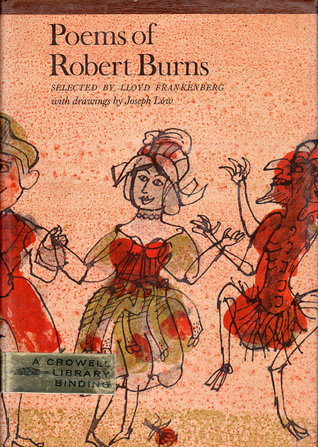 Poems of
Robert Burns
SELECTED BY LLOYD FRANKENBERG
with drawings by Joseph Low
A CROWELL
LIBRARY
BINDING